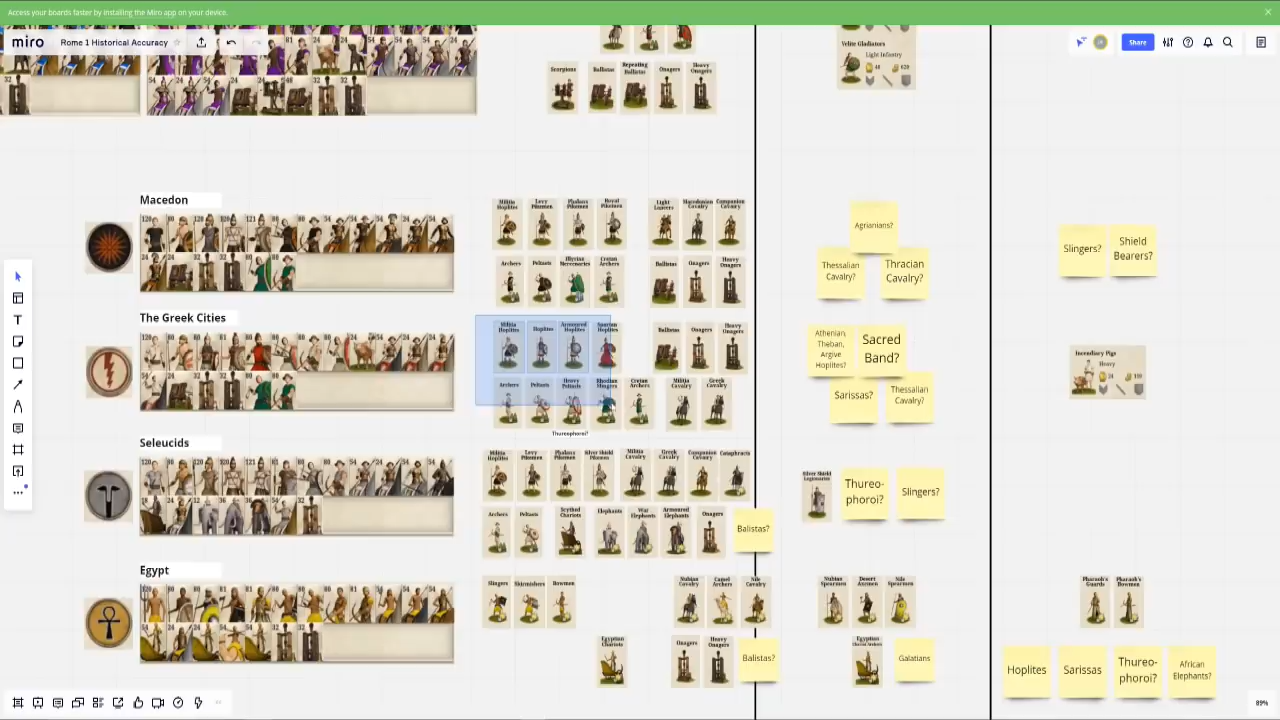 Access your boards faster by installing the Miro app on your device.
miro
Rome 1 Historical Accuracy
Share
Velite Gladiators
Light Infantry
Scorpions
Ballistas
Repeating
Ballistas
Onagers
Heavy
Onagers
Macedon
Militia
Hoplites
Levy
Pikemen
Phalanx
Pikemen
Royal
Pikemen
Light
Lancers
Macedonian
Cavalry
Companion
Cavalry
Archers
Peltasts
Illyrian
Mercenaries
Cretan
Archers
Ballistas
Onagers
Heavy
Onagers
Agrianians?
Thessalian
Cavalry?
Thracian
Cavalry?
Slingers?
Shield
Bearers?
The Greek Cities
Militia
Hoplites
Hoplites
Armoured
Hoplites
Spartan
Hoplites
Ballistas
Onagers
Heavy
Onagers
Archers
Peltasts
Heavy
Peltasts
Rhodian
Slingers
Cretan
Archers
Militia
Cavalry
Greek
Cavalry
Thureophoroi?
Athenian,
Theban,
Argive
Hoplites?
Sacred
Band?
Sarissas?
Thessalian
Cavalry?
Incendiary Pigs
Heavy
Seleucids
Militia
Hoplites
Levy
Pikemen
Phalanx
Pikemen
Silver Shield
Pikemen
Militia
Cavalry
Greek
Cavalry
Companion
Cavalry
Cataphracts
Archers
Peltasts
Scythed
Chariots
Elephants
War
Elephants
Armoured
Elephants
Onagers
Balistas?
Silver Shield
Legionaries
Thureo-
phoroi?
Slingers?
Egypt
Slingers
Skirmishers
Bowmen
Nubian
Cavalry
Camel
Archers
Nile
Cavalry
Nubian
Spearmen
Desert
Axemen
Nile
Spearmen
Pharaoh's
Guards
Pharaoh's
Bowmen
Egyptian
Chariots
Onagers
Heavy
Onagers
Balistas?
Egyptian
Chariot Archers
Galatians
Hoplites
Sarissas
Thureo-
phoroi?
African
Elephants?
89%